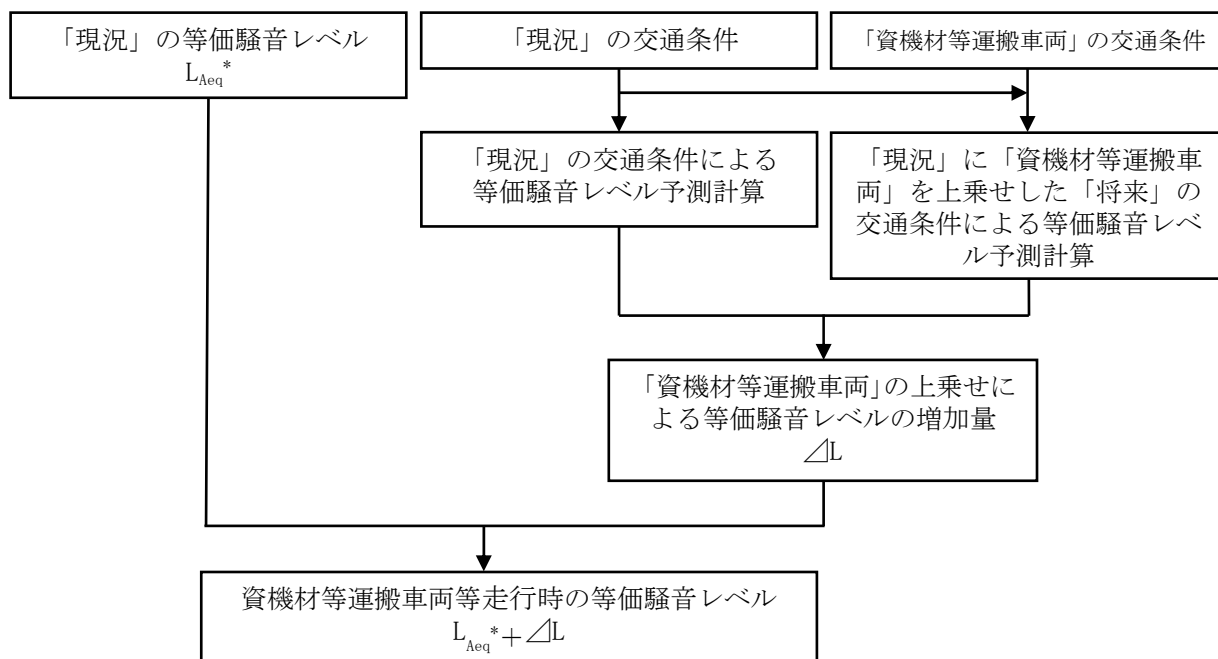 「現況」の等価騒音レベル
L_Aeq*
「現況」の交通条件
「資機材等運搬車両」の交通条件
「現況」の交通条件による
等価騒音レベル予測計算
「現況」に「資機材等運搬車
両」を上乗せした「将来」の
交通条件による等価騒音レベ
ル予測計算
「資機材等運搬車両」の上乗せに
よる等価騒音レベルの増加量
⊿L
資機材等運搬車両等走行時の等価騒音レベル
L_Aeq*+⊿L